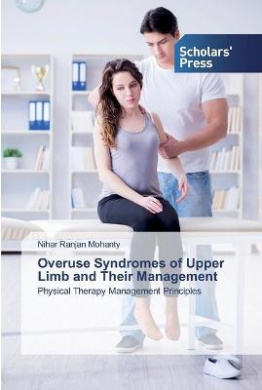 Scholars'
Press
Nihar Ranjan Mohanty
Overuse Syndromes of Upper
Limb and Their Management
Physical Therapy Management Principles